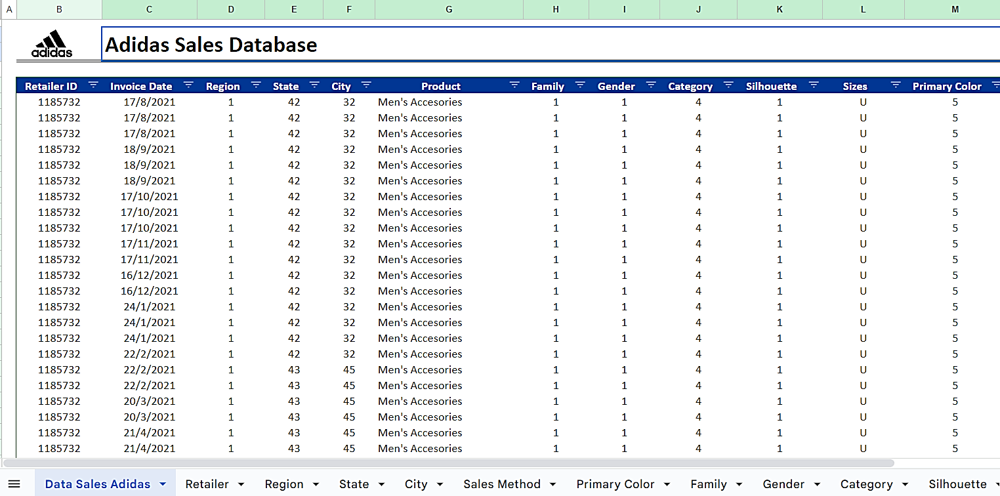 A B C D E F G H I J K L M
adidas Adidas Sales Database
Retailer ID Invoice Date Region State City Product Family Gender Category Silhouette Sizes Primary Color
1185732 17/8/2021 1 42 32 Men's Accesories 1 1 4 1 U 5
1185732 17/8/2021 1 42 32 Men's Accesories 1 1 4 1 U 5
1185732 17/8/2021 1 42 32 Men's Accesories 1 1 4 1 U 5
1185732 18/9/2021 1 42 32 Men's Accesories 1 1 4 1 U 5
1185732 18/9/2021 1 42 32 Men's Accesories 1 1 4 1 U 5
1185732 18/9/2021 1 42 32 Men's Accesories 1 1 4 1 U 5
1185732 17/10/2021 1 42 32 Men's Accesories 1 1 4 1 U 5
1185732 17/10/2021 1 42 32 Men's Accesories 1 1 4 1 U 5
1185732 17/10/2021 1 42 32 Men's Accesories 1 1 4 1 U 5
1185732 17/11/2021 1 42 32 Men's Accesories 1 1 4 1 U 5
1185732 17/11/2021 1 42 32 Men's Accesories 1 1 4 1 U 5
1185732 16/12/2021 1 42 32 Men's Accesories 1 1 4 1 U 5
1185732 16/12/2021 1 42 32 Men's Accesories 1 1 4 1 U 5
1185732 24/1/2021 1 42 32 Men's Accesories 1 1 4 1 U 5
1185732 24/1/2021 1 42 32 Men's Accesories 1 1 4 1 U 5
1185732 24/1/2021 1 42 32 Men's Accesories 1 1 4 1 U 5
1185732 22/2/2021 1 42 32 Men's Accesories 1 1 4 1 U 5
1185732 22/2/2021 1 43 45 Men's Accesories 1 1 4 1 U 5
1185732 22/2/2021 1 43 45 Men's Accesories 1 1 4 1 U 5
1185732 20/3/2021 1 43 45 Men's Accesories 1 1 4 1 U 5
1185732 20/3/2021 1 43 45 Men's Accesories 1 1 4 1 U 5
1185732 21/4/2021 1 43 45 Men's Accesories 1 1 4 1 U 5
1185732 21/4/2021 1 43 45 Men's Accesories 1 1 4 1 U 5
Data Sales Adidas Retailer Region State City Sales Method Primary Color Family Gender Category Silhouette